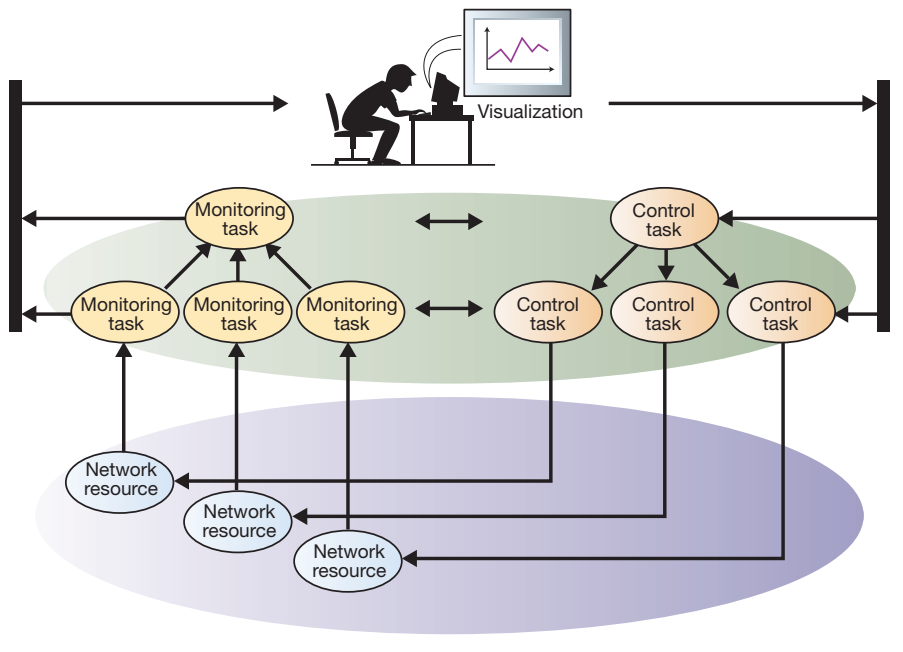 Visualization
Monitoring
task
Control
task
Monitoring
task
Monitoring
task
Monitoring
task
Control
task
Control
task
Control
task
Network
resource
Network
resource
Network
resource